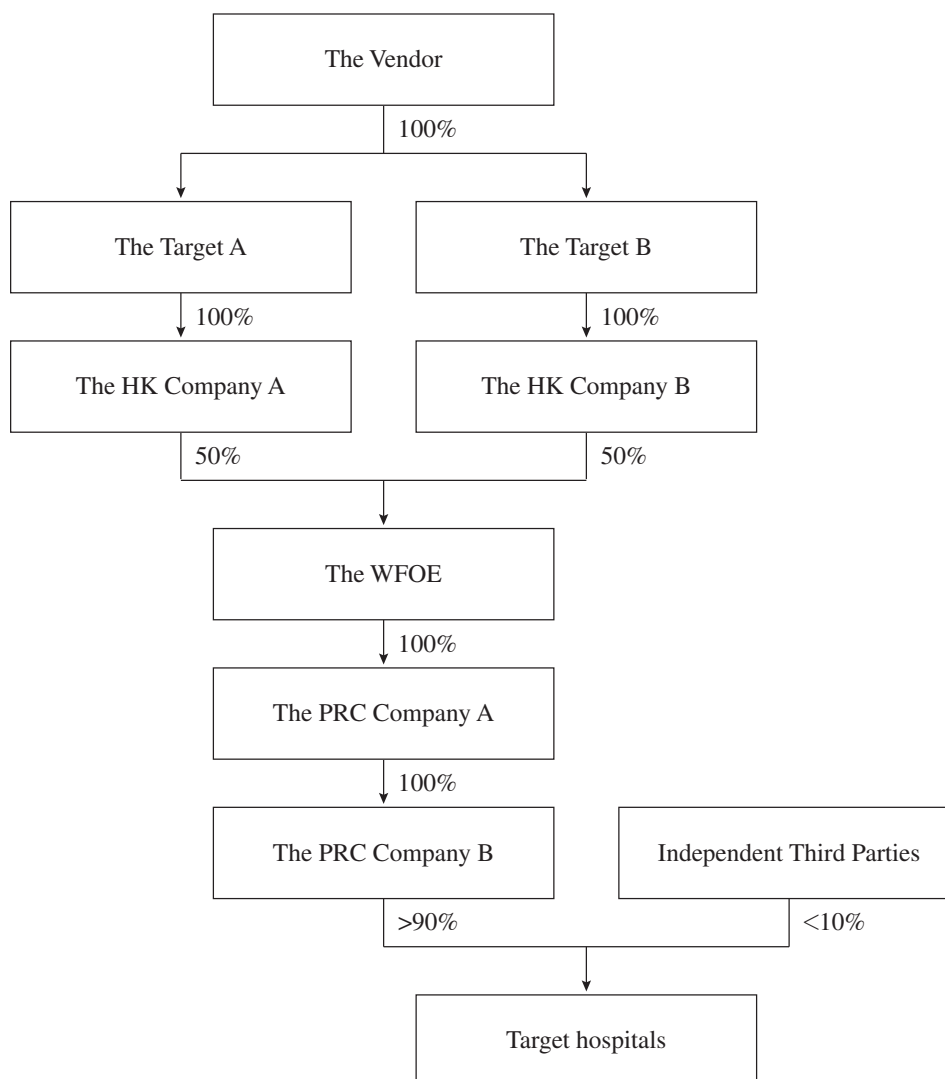 The Vendor
100%
The Target A
The Target B
100%
100%
The HK Company A
The HK Company B
50%
50%
The WFOE
100%
The PRC Company A
100%
The PRC Company B
Independent Third Parties
>90%
<10%
Target hospitals